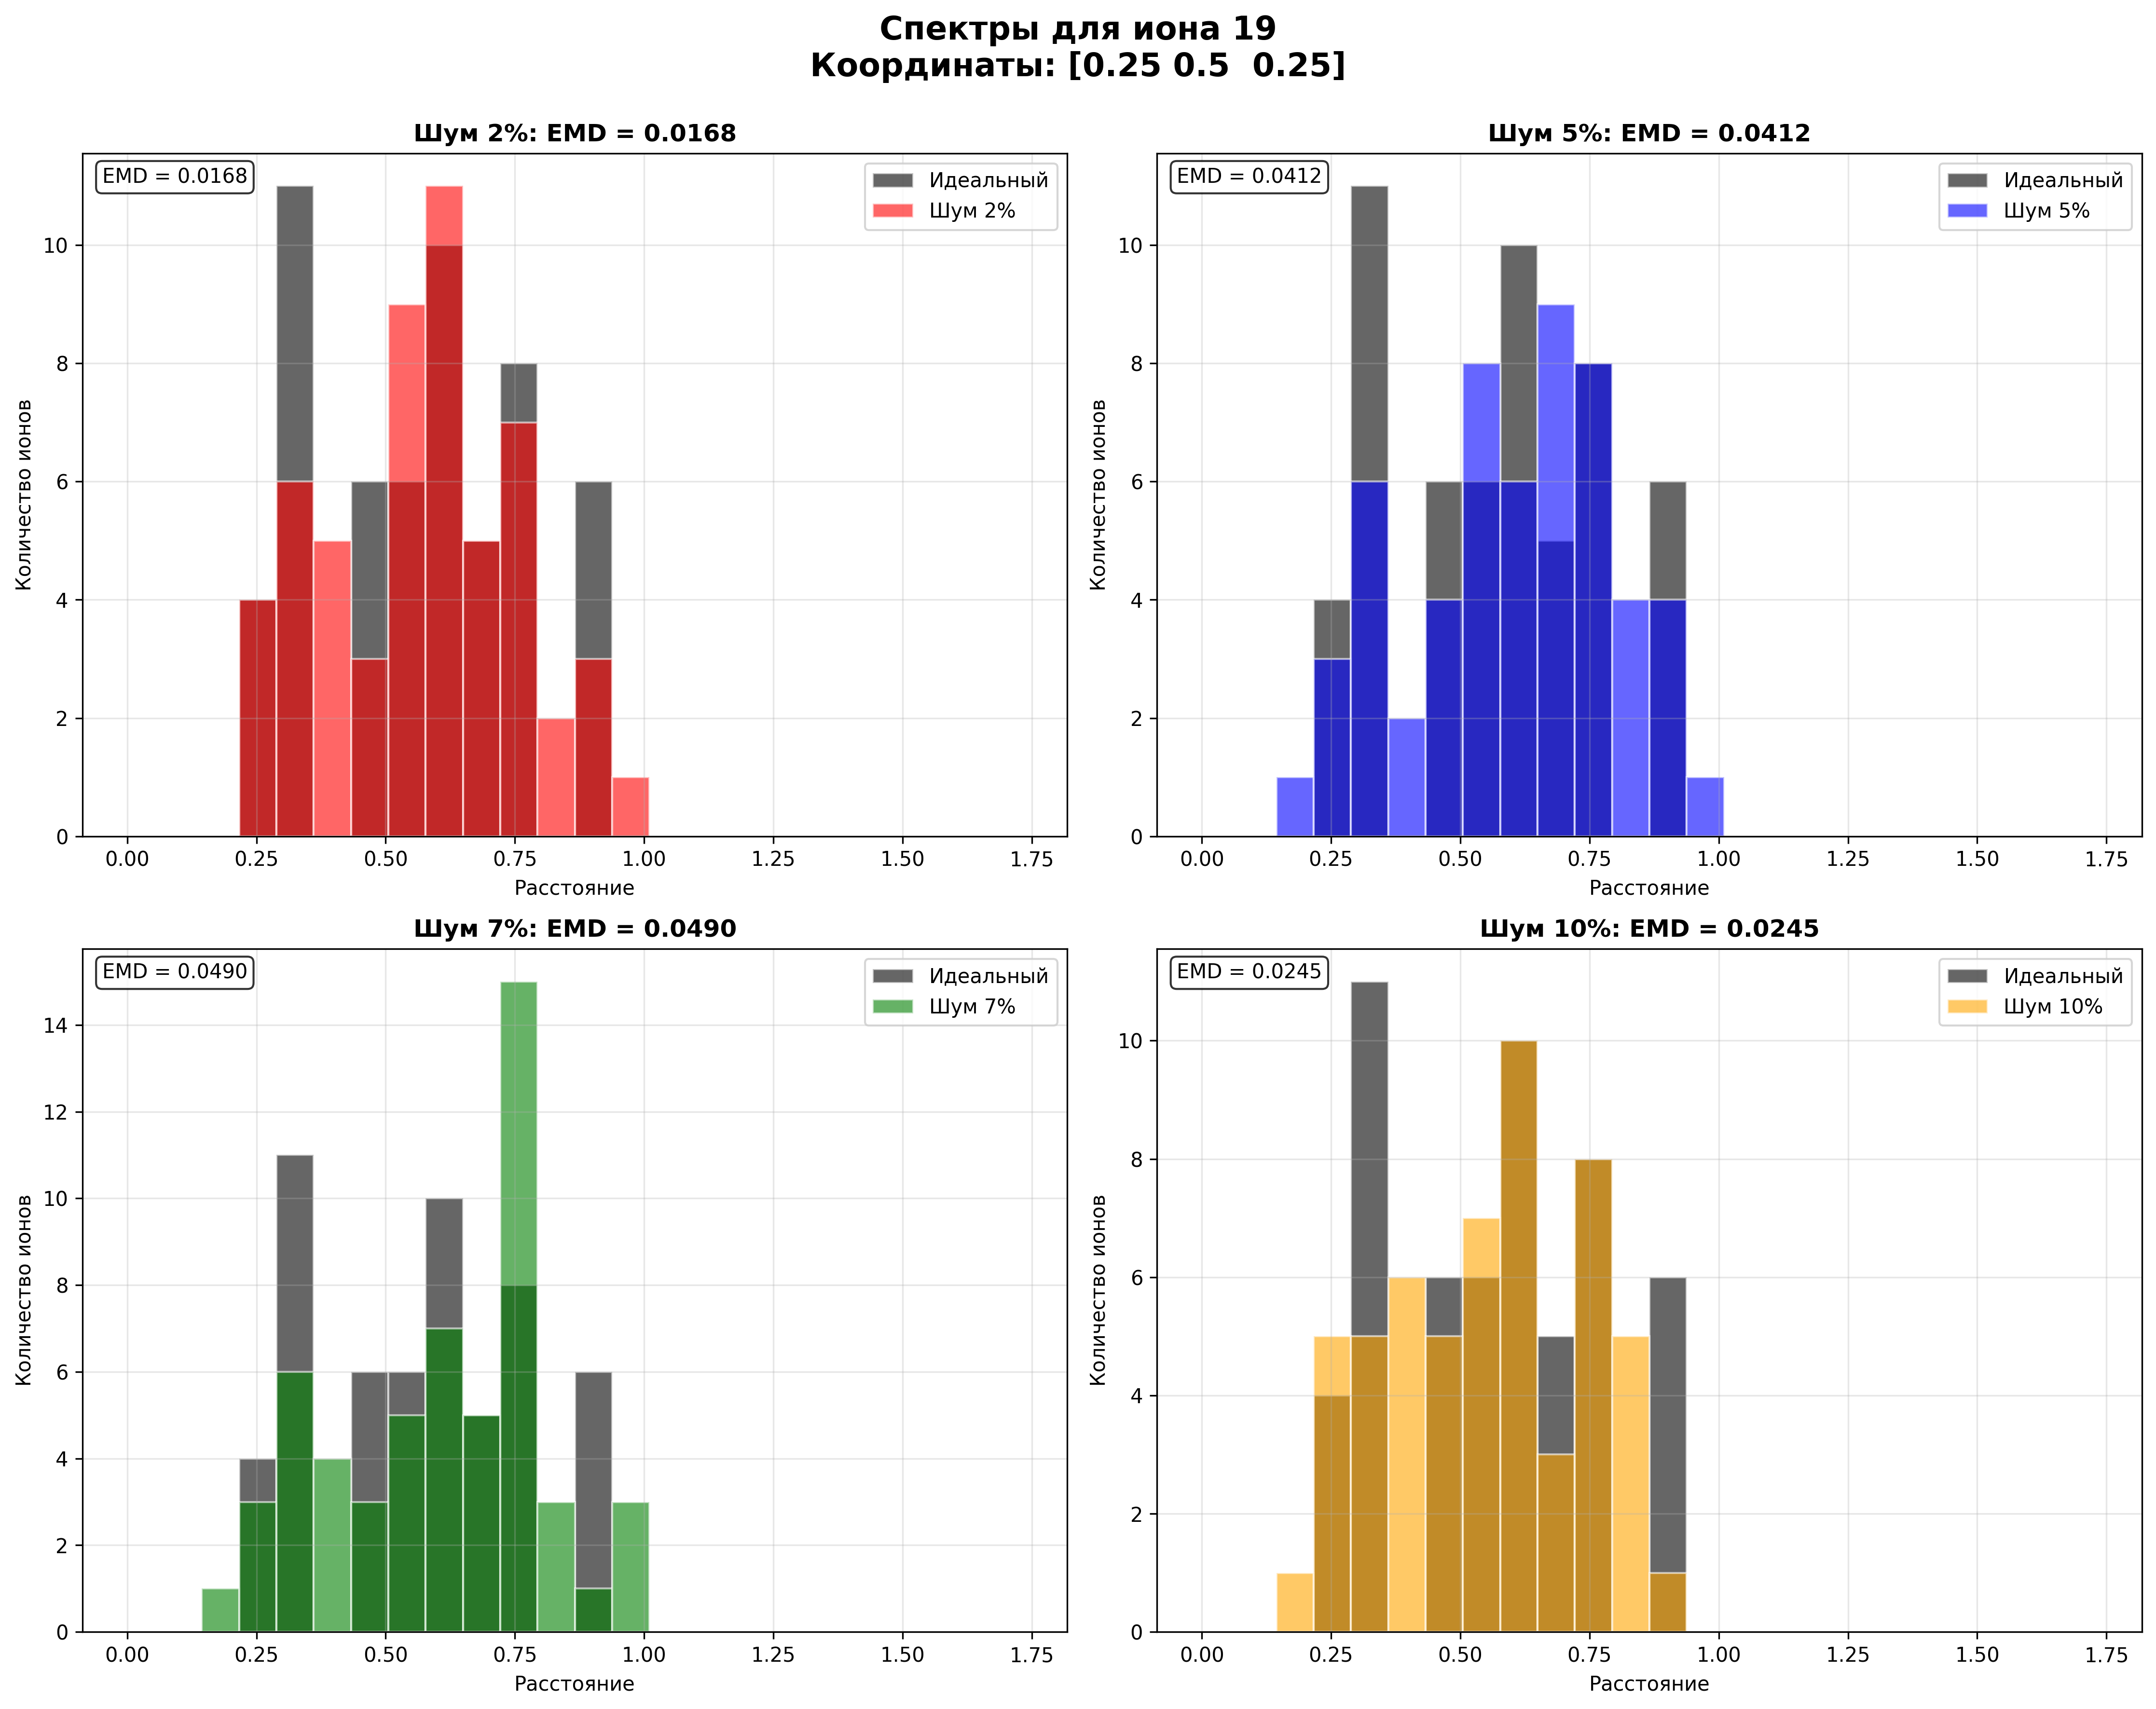 Спектры для иона 19
Координаты: [0.25 0.5  0.25]
Шум 2%: EMD = 0.0168
EMD = 0.0168
Идеальный
Шум 2%
Количество ионов
10
8
6
4
2
0
0.00 0.25 0.50 0.75 1.00 1.25 1.50 1.75
Расстояние
Шум 5%: EMD = 0.0412
EMD = 0.0412
Идеальный
Шум 5%
Количество ионов
10
8
6
4
2
0
0.00 0.25 0.50 0.75 1.00 1.25 1.50 1.75
Расстояние
Шум 7%: EMD = 0.0490
EMD = 0.0490
Идеальный
Шум 7%
Количество ионов
14
12
10
8
6
4
2
0
0.00 0.25 0.50 0.75 1.00 1.25 1.50 1.75
Расстояние
Шум 10%: EMD = 0.0245
EMD = 0.0245
Идеальный
Шум 10%
Количество ионов
10
8
6
4
2
0
0.00 0.25 0.50 0.75 1.00 1.25 1.50 1.75
Расстояние